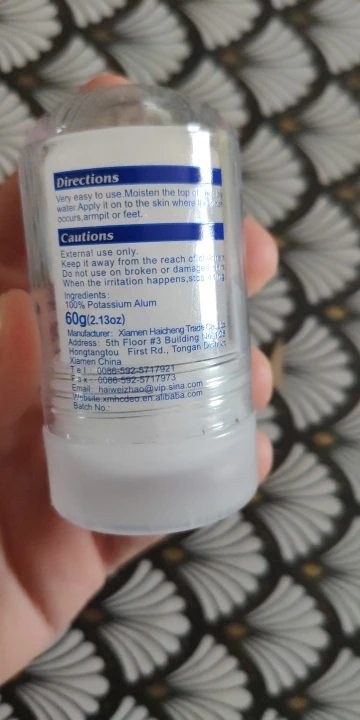 Directions
Very easy to use.Moisten the top of
water.Apply it on to the skin where
occurs,armpit or feet.
Cautions
External use only.
Keep it away from the reach of
Do not use on broken or
When the irritation happens,stop
Ingredients:
100% Potassium Alum
60g(2.13oz)
Manufacturer: Xiamen Haicheng Trade
Address: 5th Floor #3 Building
Hongtangtou First Rd., Tongan District,
Xiamen China
Tel: 0086-592-5717921
Fax: 0086-592-5717973
Email: haiweizhao@vip.sina.com
Website:xmhcdeo.en.alibaba.com
Batch No.: